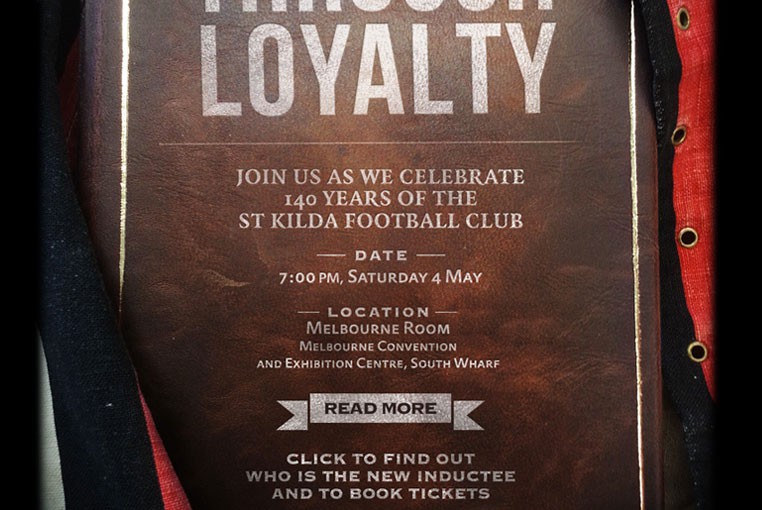 THROUGH
LOYALTY
JOIN US AS WE CELEBRATE
140 YEARS OF THE
ST KILDA FOOTBALL CLUB
DATE
7:00 PM, SATURDAY 4 MAY
LOCATION
MELBOURNE ROOM
MELBOURNE CONVENTION
AND EXHIBITION CENTRE, SOUTH WHARF
READ MORE
CLICK TO FIND OUT
WHO IS THE NEW INDUCTEE
AND TO BOOK TICKETS